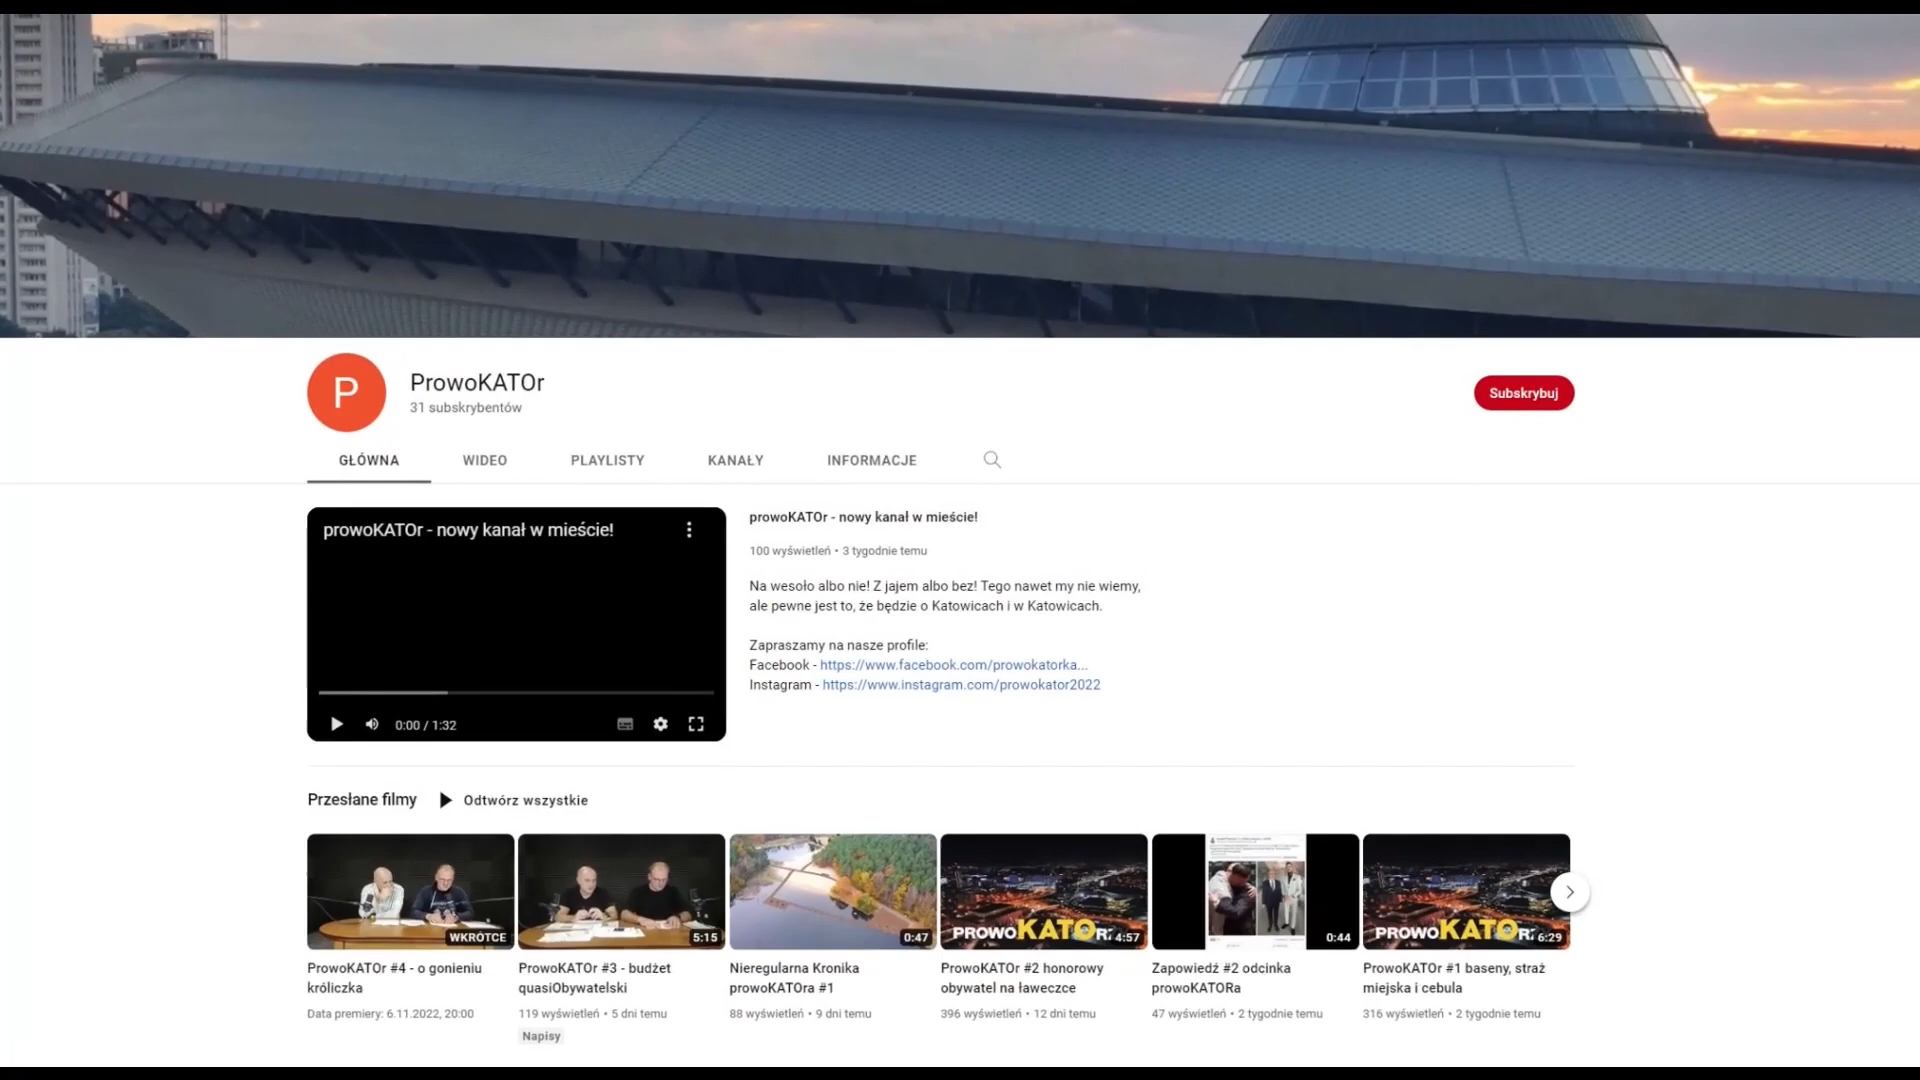 P
ProwoKATOr
31 subskrybentów
Subskrybuj
GŁÓWNA
WIDEO
PLAYLISTY
KANAŁY
INFORMACJE
prowoKATOr - nowy kanał w mieście!
0:00 / 1:32
prowoKATOr - nowy kanał w mieście!
100 wyświetleń • 3 tygodnie temu
Na wesoło albo nie! Z jajem albo bez! Tego nawet my nie wiemy,
ale pewne jest to, że będzie o Katowicach i w Katowicach.
Zapraszamy na nasze profile:
Facebook - https://www.facebook.com/prowokatorka...
Instagram - https://www.instagram.com/prowokator2022
Przesłane filmy
Odtwórz wszystkie
WKRÓTCE
ProwoKATOr #4 - o gonieniu
króliczka
Data premiery: 6.11.2022, 20:00
5:15
ProwoKATOr #3 - budżet
quasiObywatelski
119 wyświetleń • 5 dni temu
Napisy
0:47
Nieregularna Kronika
prowoKATOra #1
88 wyświetleń • 9 dni temu
PROWOKATOR
4:57
ProwoKATOr #2 honorowy
obywatel na ławeczce
396 wyświetleń • 12 dni temu
0:44
Zapowiedź #2 odcinka
prowoKATORa
47 wyświetleń • 2 tygodnie temu
PROWOKATOR
6:29
ProwoKATOr #1 baseny, straż
miejska i cebula
316 wyświetleń • 2 tygodnie temu